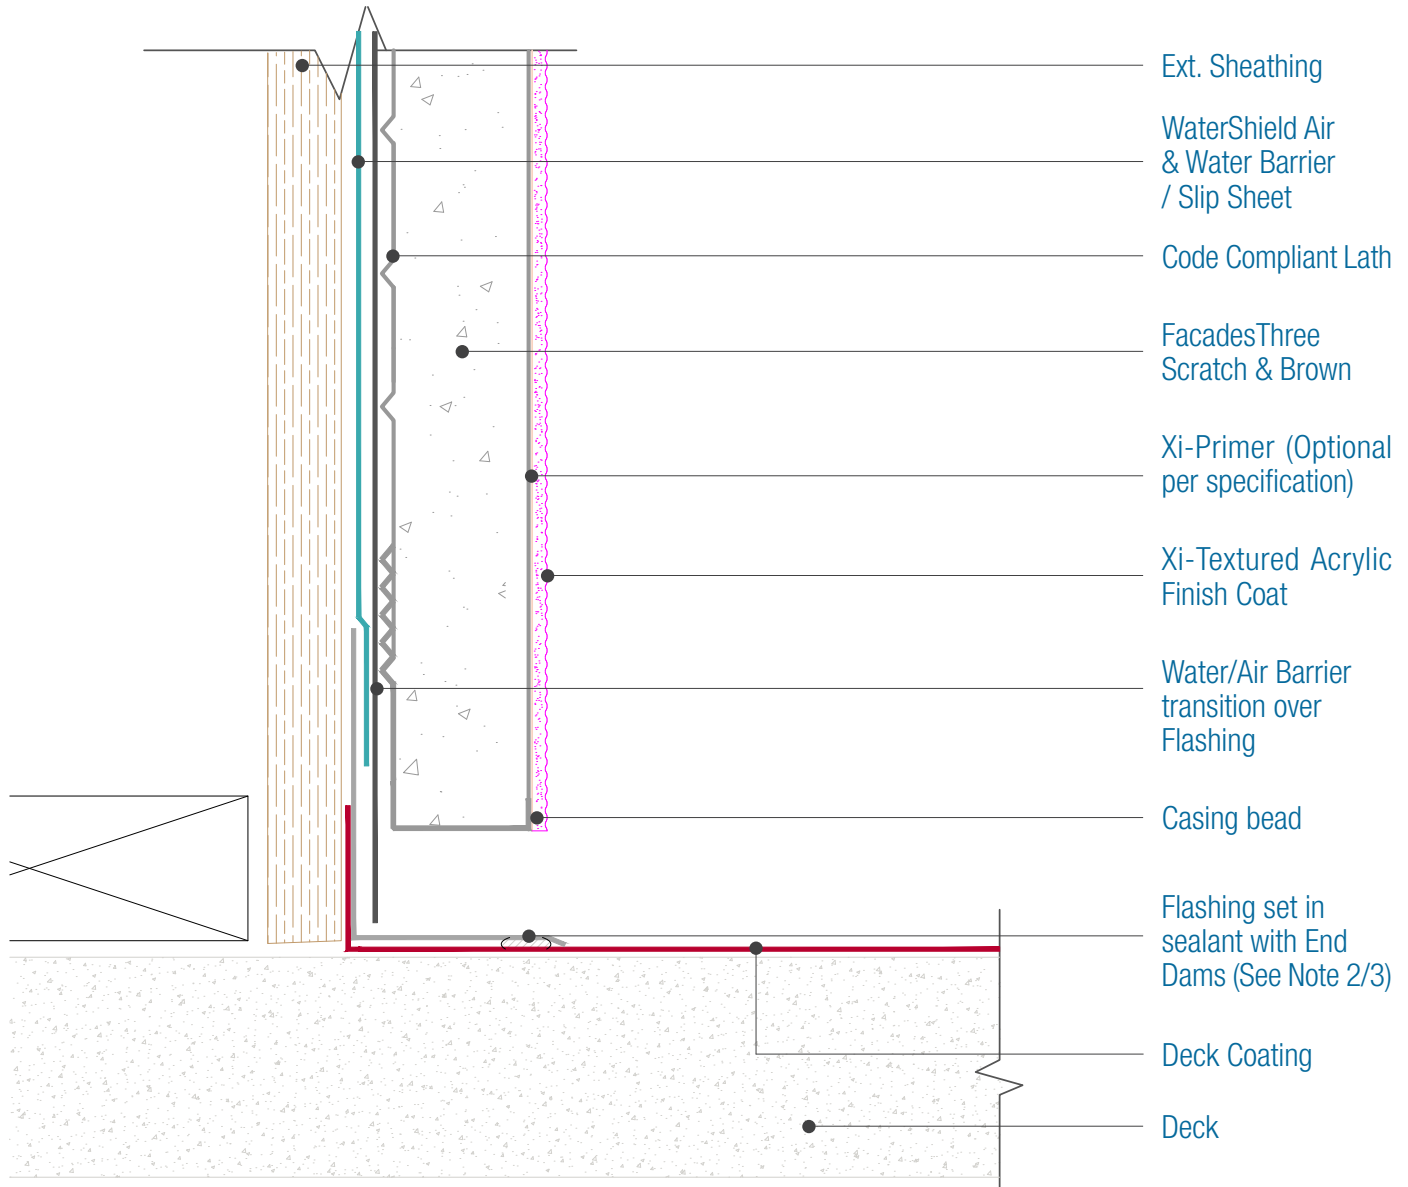 Ext. Sheathing
WaterShield Air
& Water Barrier
/ Slip Sheet
Code Compliant Lath
FacadesThree
Scratch & Brown
Xi-Primer (Optional
per specification)
Xi-Textured Acrylic
Finish Coat
Water/Air Barrier
transition over
Flashing
Casing bead
Flashing set in
sealant with End
Dams (See Note 2/3)
Deck Coating
Deck